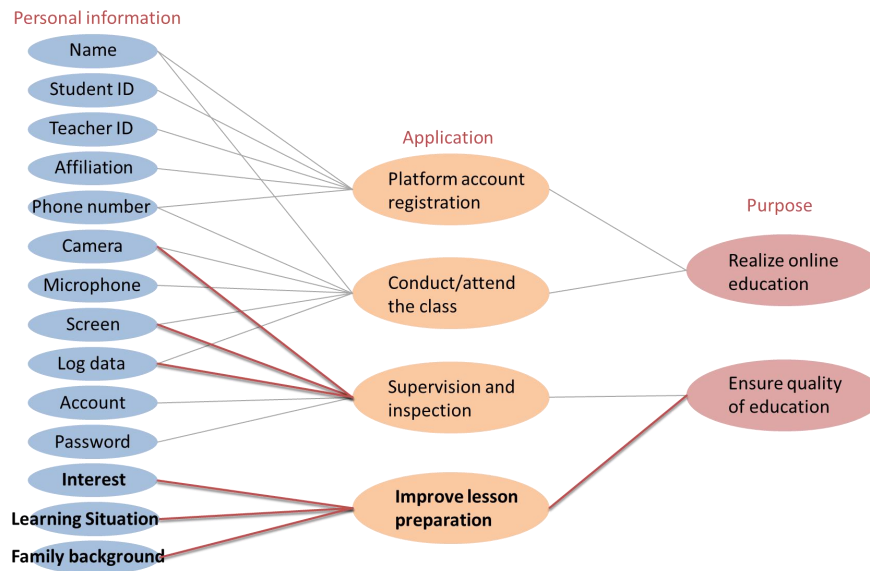 Personal information
Name
Student ID
Teacher ID
Affiliation
Phone number
Camera
Microphone
Screen
Log data
Account
Password
Interest
Learning Situation
Family background
Application
Platform account
registration
Conduct/attend
the class
Supervision and
inspection
Improve lesson
preparation
Purpose
Realize online
education
Ensure quality
of education